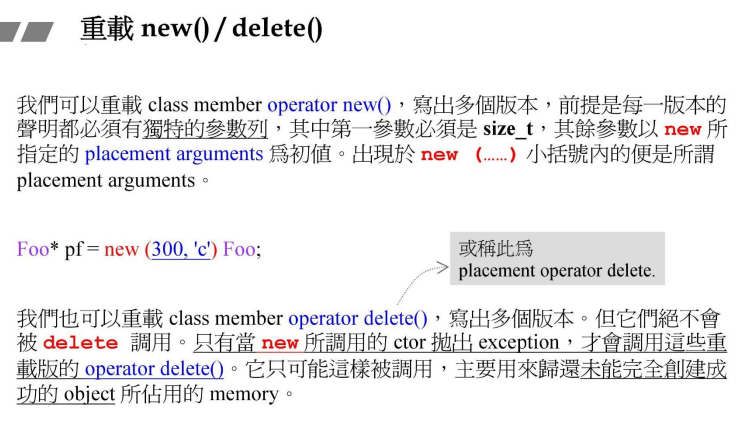 重載 new() / delete()
我們可以重載 class member operator new()，寫出多個版本，前提是每一版本的
聲明都必須有獨特的參數列，其中第一參數必須是 size_t，其餘參數以 new 所
指定的 placement arguments 爲初值。出現於 new (……) 小括號內的便是所謂
placement arguments。
Foo* pf = new (300, 'c') Foo;
或稱此爲
placement operator delete.
我們也可以重載 class member operator delete()，寫出多個版本。但它們絕不會
被 delete 調用。只有當 new 所調用的 ctor 拋出 exception，才會調用這些重
載版的 operator delete()。它只可能這樣被調用，主要用來歸還未能完全創建成
功的 object 所佔用的 memory。